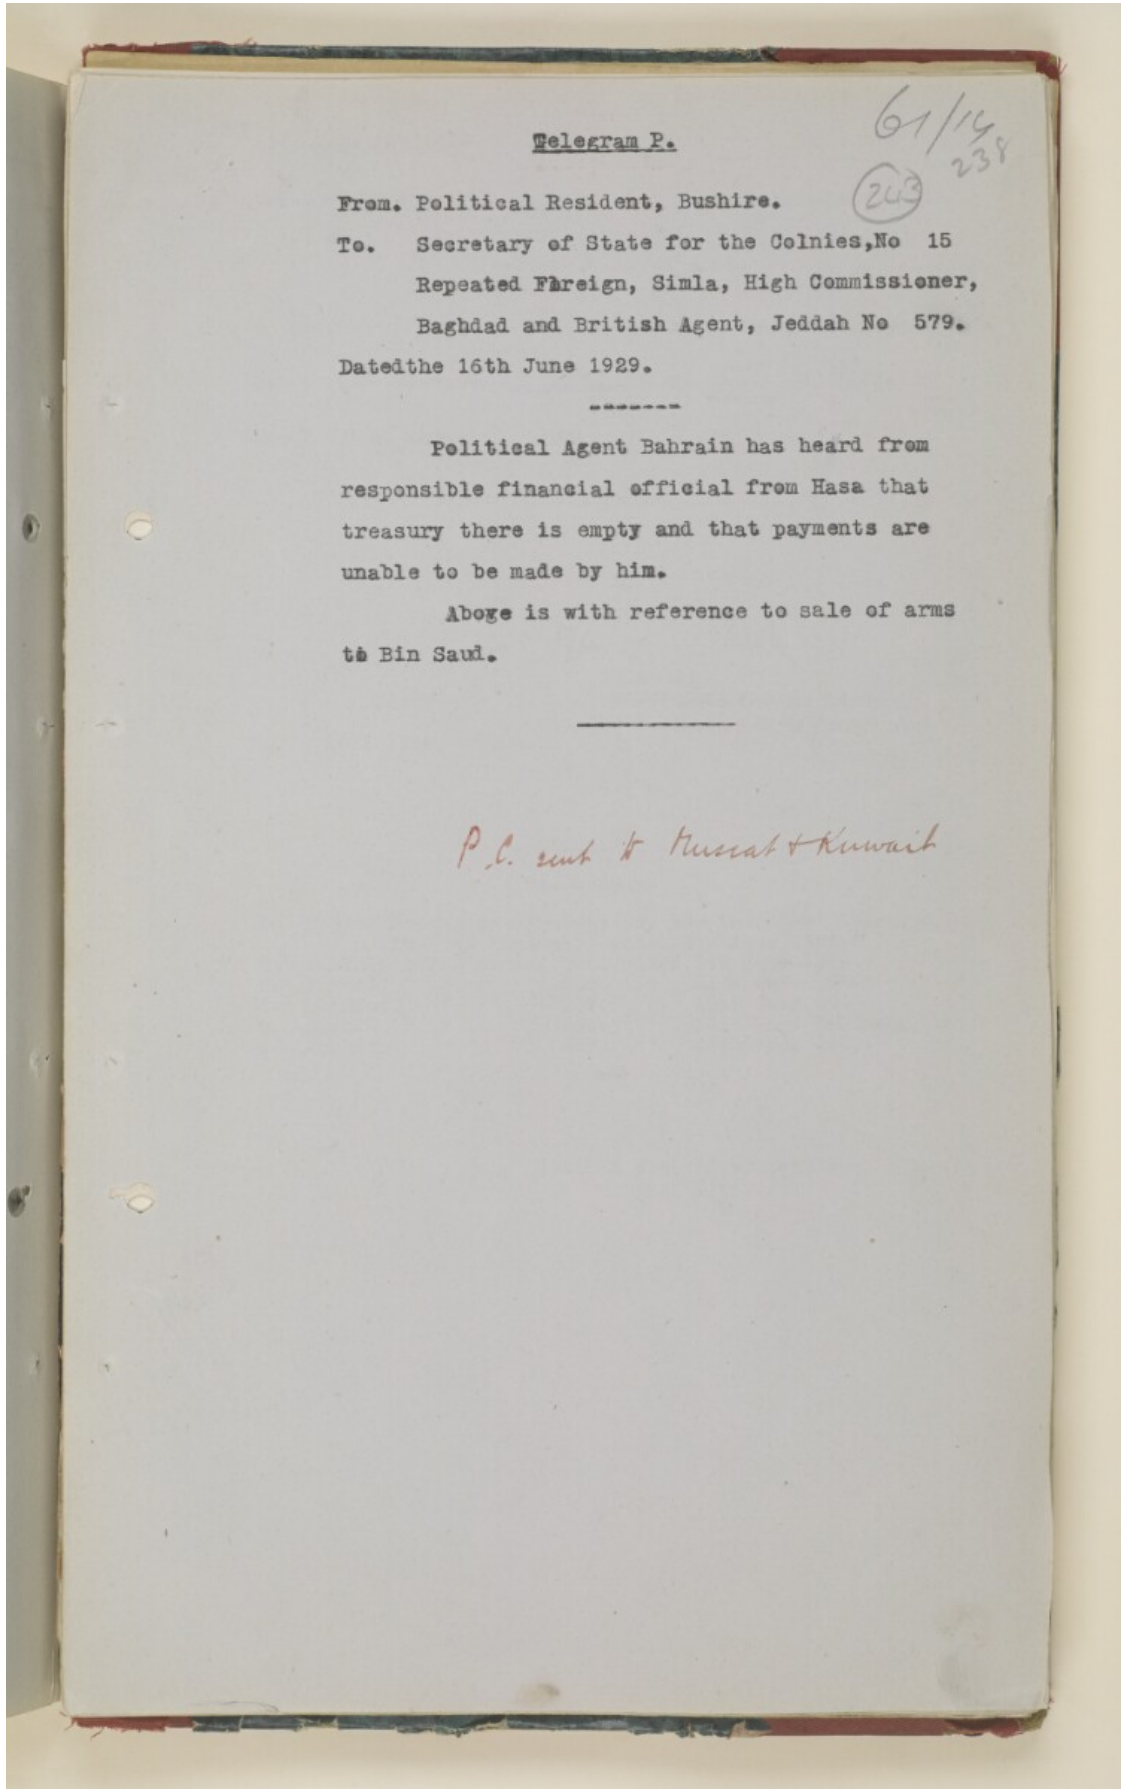 61/14
238
243
Telegram P.
From. Political Resident, Bushire.
To. Secretary of State for the Colnies,No 15
Repeated Foreign, Simla, High Commissioner,
Baghdad and British Agent, Jeddah No 579.
Datedthe 16th June 1929.
-------
Political Agent Bahrain has heard from
responsible financial official from Hasa that
treasury there is empty and that payments are
unable to be made by him.
Above is with reference to sale of arms
to Bin Saud.
P.C. sent to Muscat & Kuwait